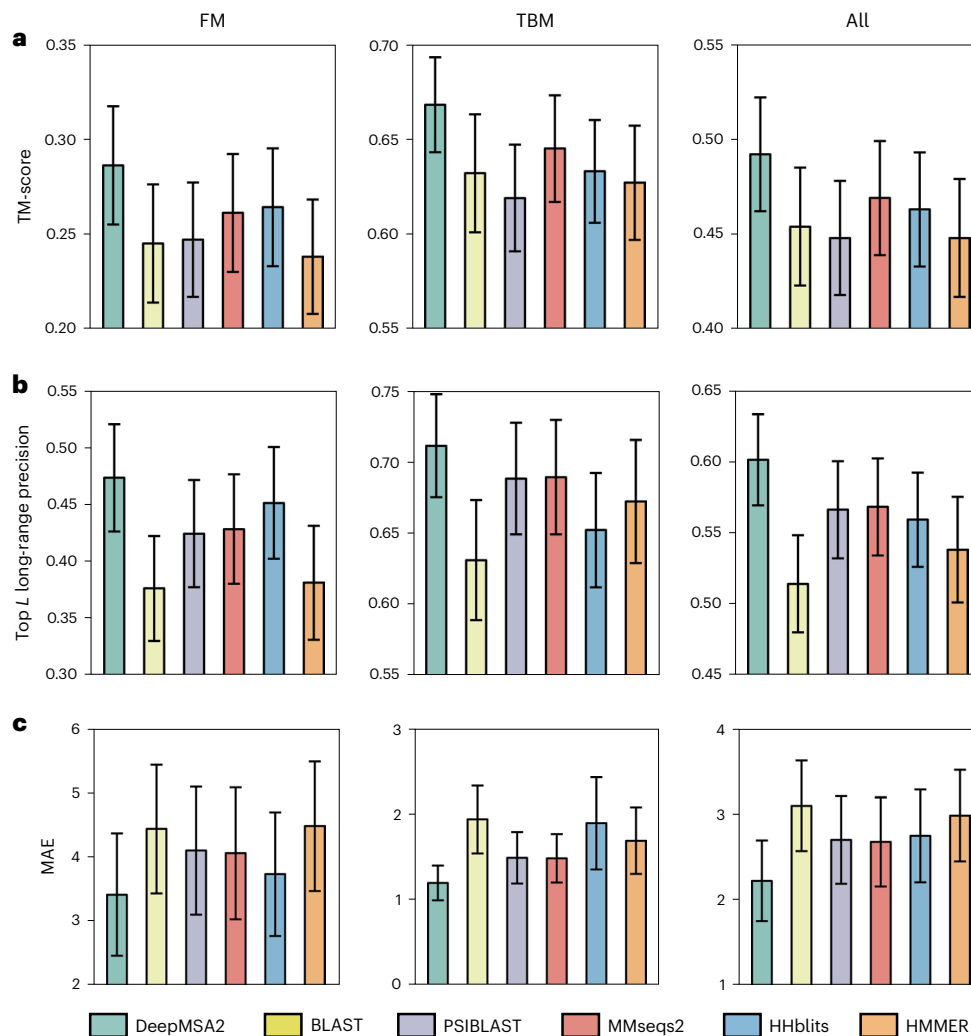 FM TBM All
a
TM-score
0.35 0.70 0.55
0.30 0.65 0.50
0.25 0.60 0.45
0.20 0.55 0.40
b
Top L long-range precision
0.55 0.75 0.65
0.50
0.45 0.70 0.60
0.40 0.65 0.55
0.35 0.60 0.50
0.30 0.55 0.45
c
MAE
6 3 4
5
4 2 3
3 1 2
2 0 1
DeepMSA2 BLAST PSIBLAST MMseqs2 HHblits HMMER